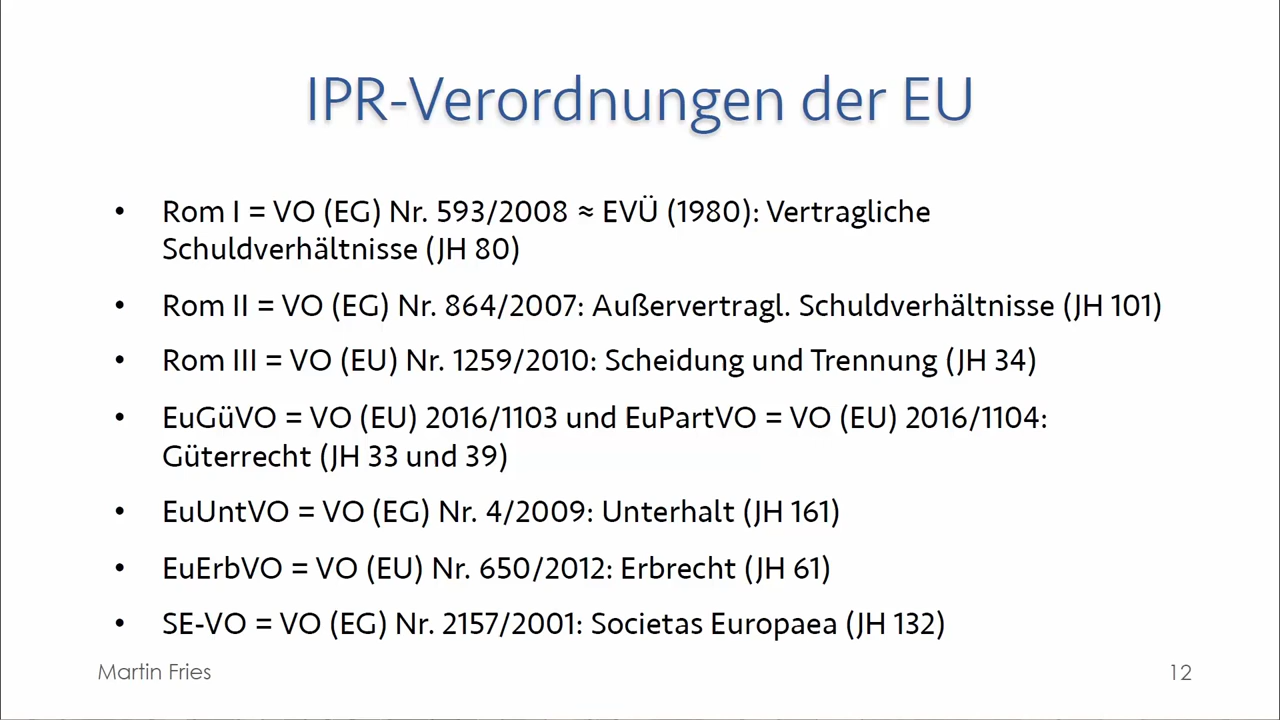 IPR-Verordnungen der EU
• Rom I = VO (EG) Nr. 593/2008 ≈ EVÜ (1980): Vertragliche
Schuldverhältnisse (JH 80)
• Rom II = VO (EG) Nr. 864/2007: Außervertragl. Schuldverhältnisse (JH 101)
• Rom III = VO (EU) Nr. 1259/2010: Scheidung und Trennung (JH 34)
• EuGüVO = VO (EU) 2016/1103 und EuPartVO = VO (EU) 2016/1104:
Güterrecht (JH 33 und 39)
• EuUntVO = VO (EG) Nr. 4/2009: Unterhalt (JH 161)
• EuErbVO = VO (EU) Nr. 650/2012: Erbrecht (JH 61)
• SE-VO = VO (EG) Nr. 2157/2001: Societas Europaea (JH 132)
Martin Fries
12